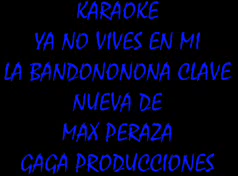 KARAOKE
YA NO VIVES EN MI
LA BANDONONONA CLAVE
NUEVA DE
MAX PERAZA
GAGA PRODUCCIONES